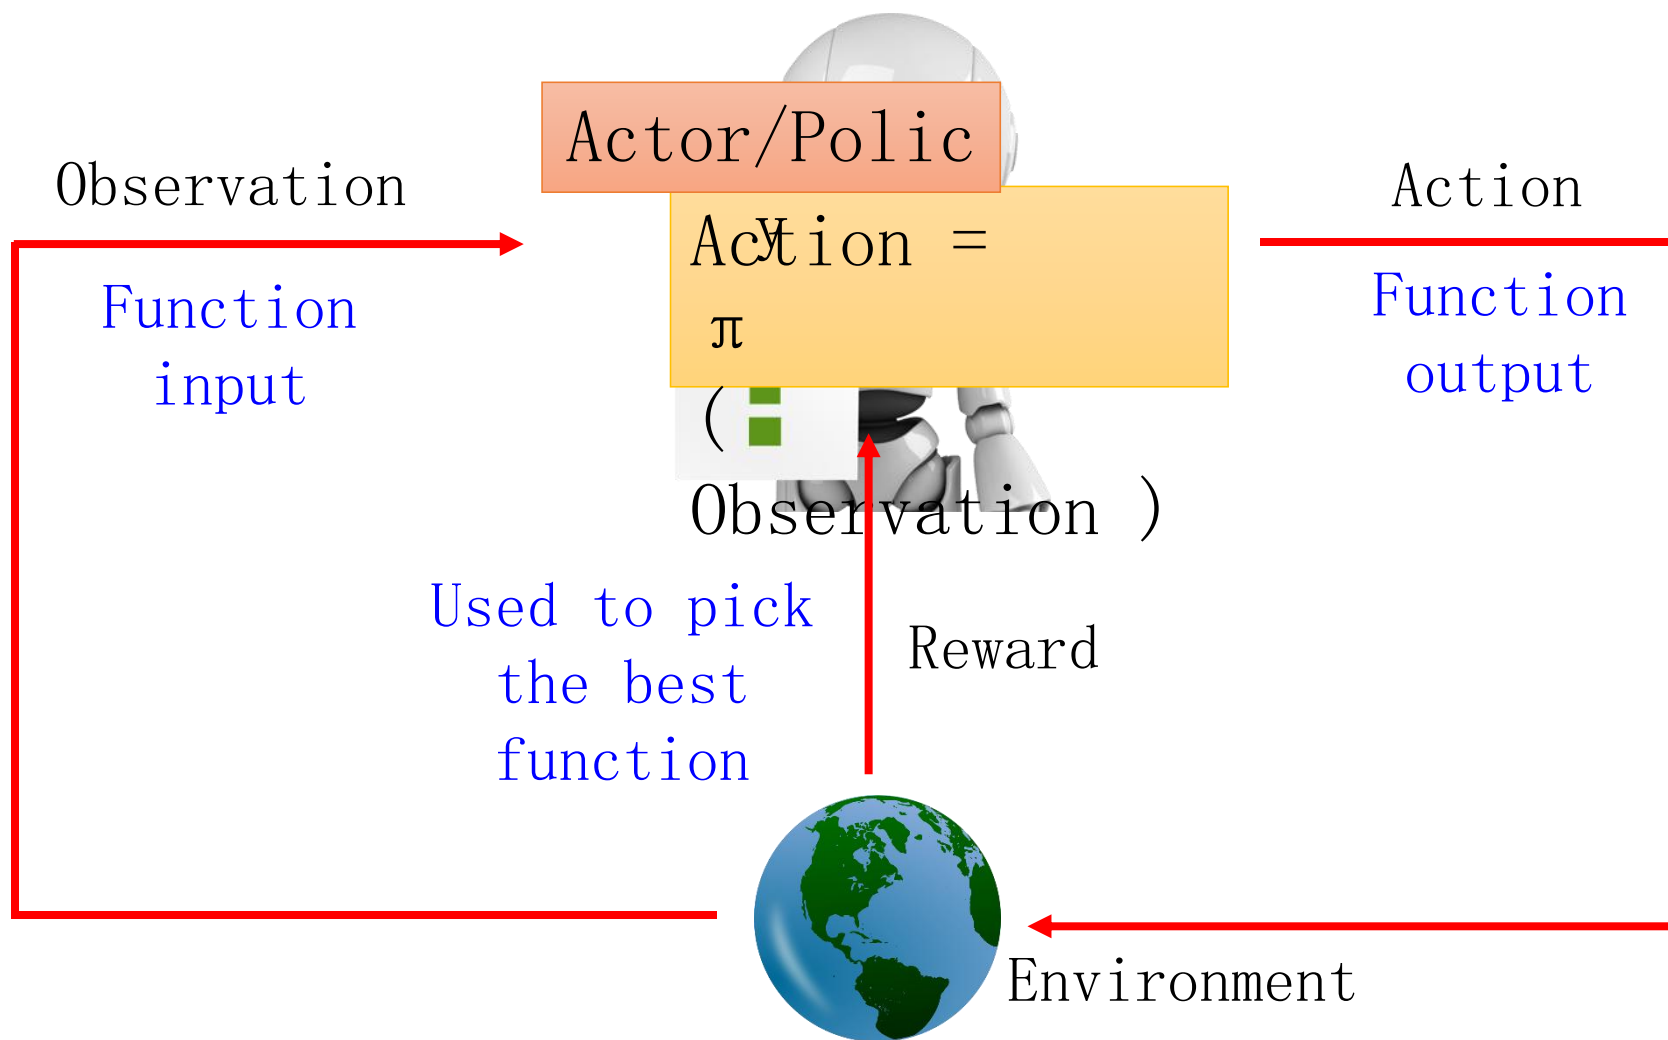 Actor/Polic
y
Observation
Function
input
Action =
π
(
Observation )
Action
Function
output
Used to pick
the best
function
Reward
Environment